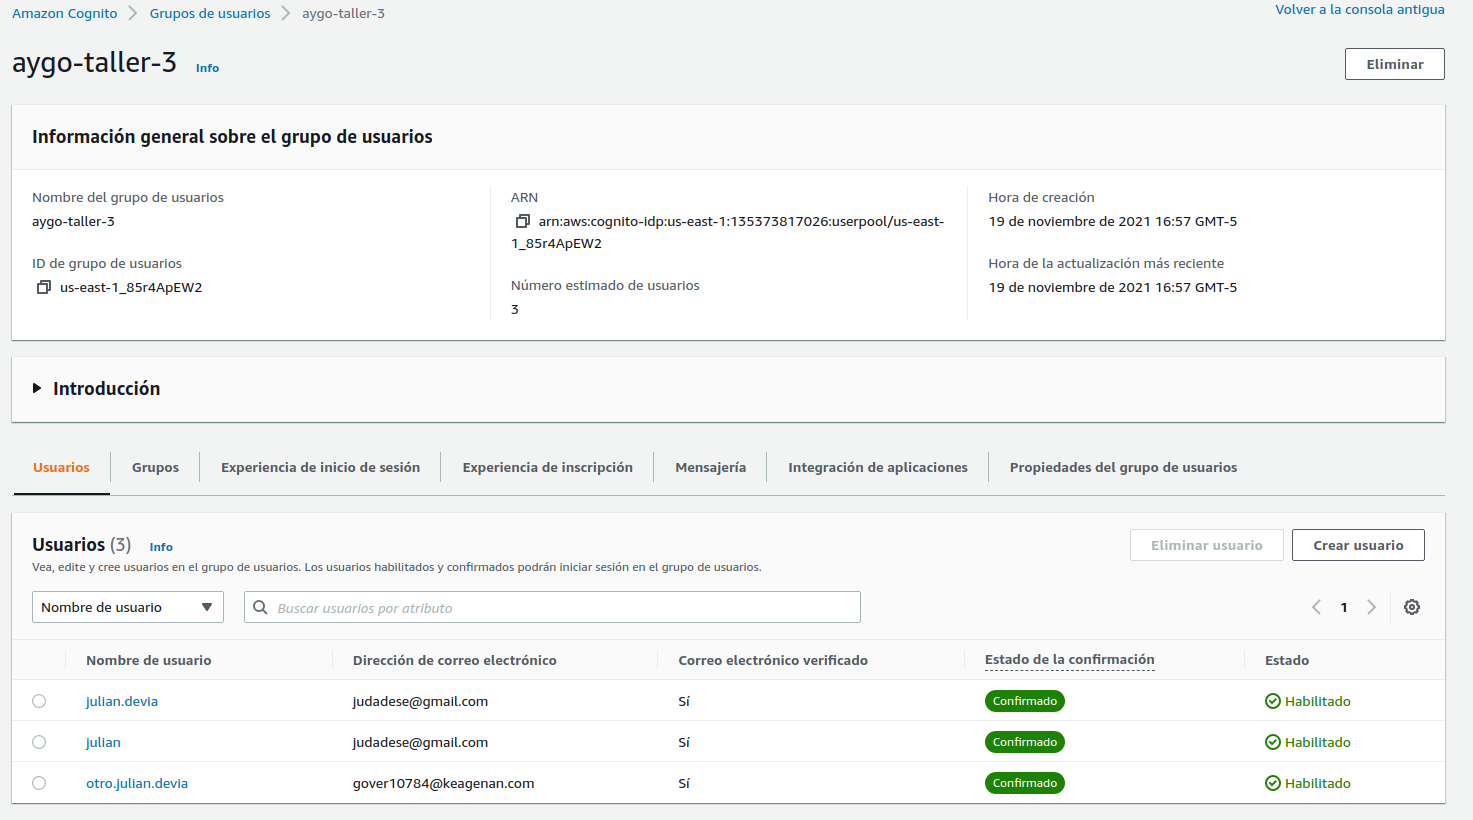 Amazon Cognito > Grupos de usuarios > aygo-taller-3
Volver a la consola antigua
aygo-taller-3 Info
Eliminar
Información general sobre el grupo de usuarios
Nombre del grupo de usuarios
aygo-taller-3
ID de grupo de usuarios
us-east-1_85r4ApEW2
ARN
arn:aws:cognito-idp:us-east-1:135373817026:userpool/us-east-
1_85r4ApEW2
Número estimado de usuarios
3
Hora de creación
19 de noviembre de 2021 16:57 GMT-5
Hora de la actualización más reciente
19 de noviembre de 2021 16:57 GMT-5
Introducción
Usuarios Grupos Experiencia de inicio de sesión Experiencia de inscripción Mensajería Integración de aplicaciones Propiedades del grupo de usuarios
Usuarios (3) Info
Vea, edite y cree usuarios en el grupo de usuarios. Los usuarios habilitados y confirmados podrán iniciar sesión en el grupo de usuarios.
Eliminar usuario Crear usuario
Nombre de usuario Buscar usuarios por atributo 1
Nombre de usuario Dirección de correo electrónico Correo electrónico verificado Estado de la confirmación Estado
julian.devia judadese@gmail.com Sí Confirmado Habilitado
julian judadese@gmail.com Sí Confirmado Habilitado
otro.julian.devia gover10784@keagenan.com Sí Confirmado Habilitado